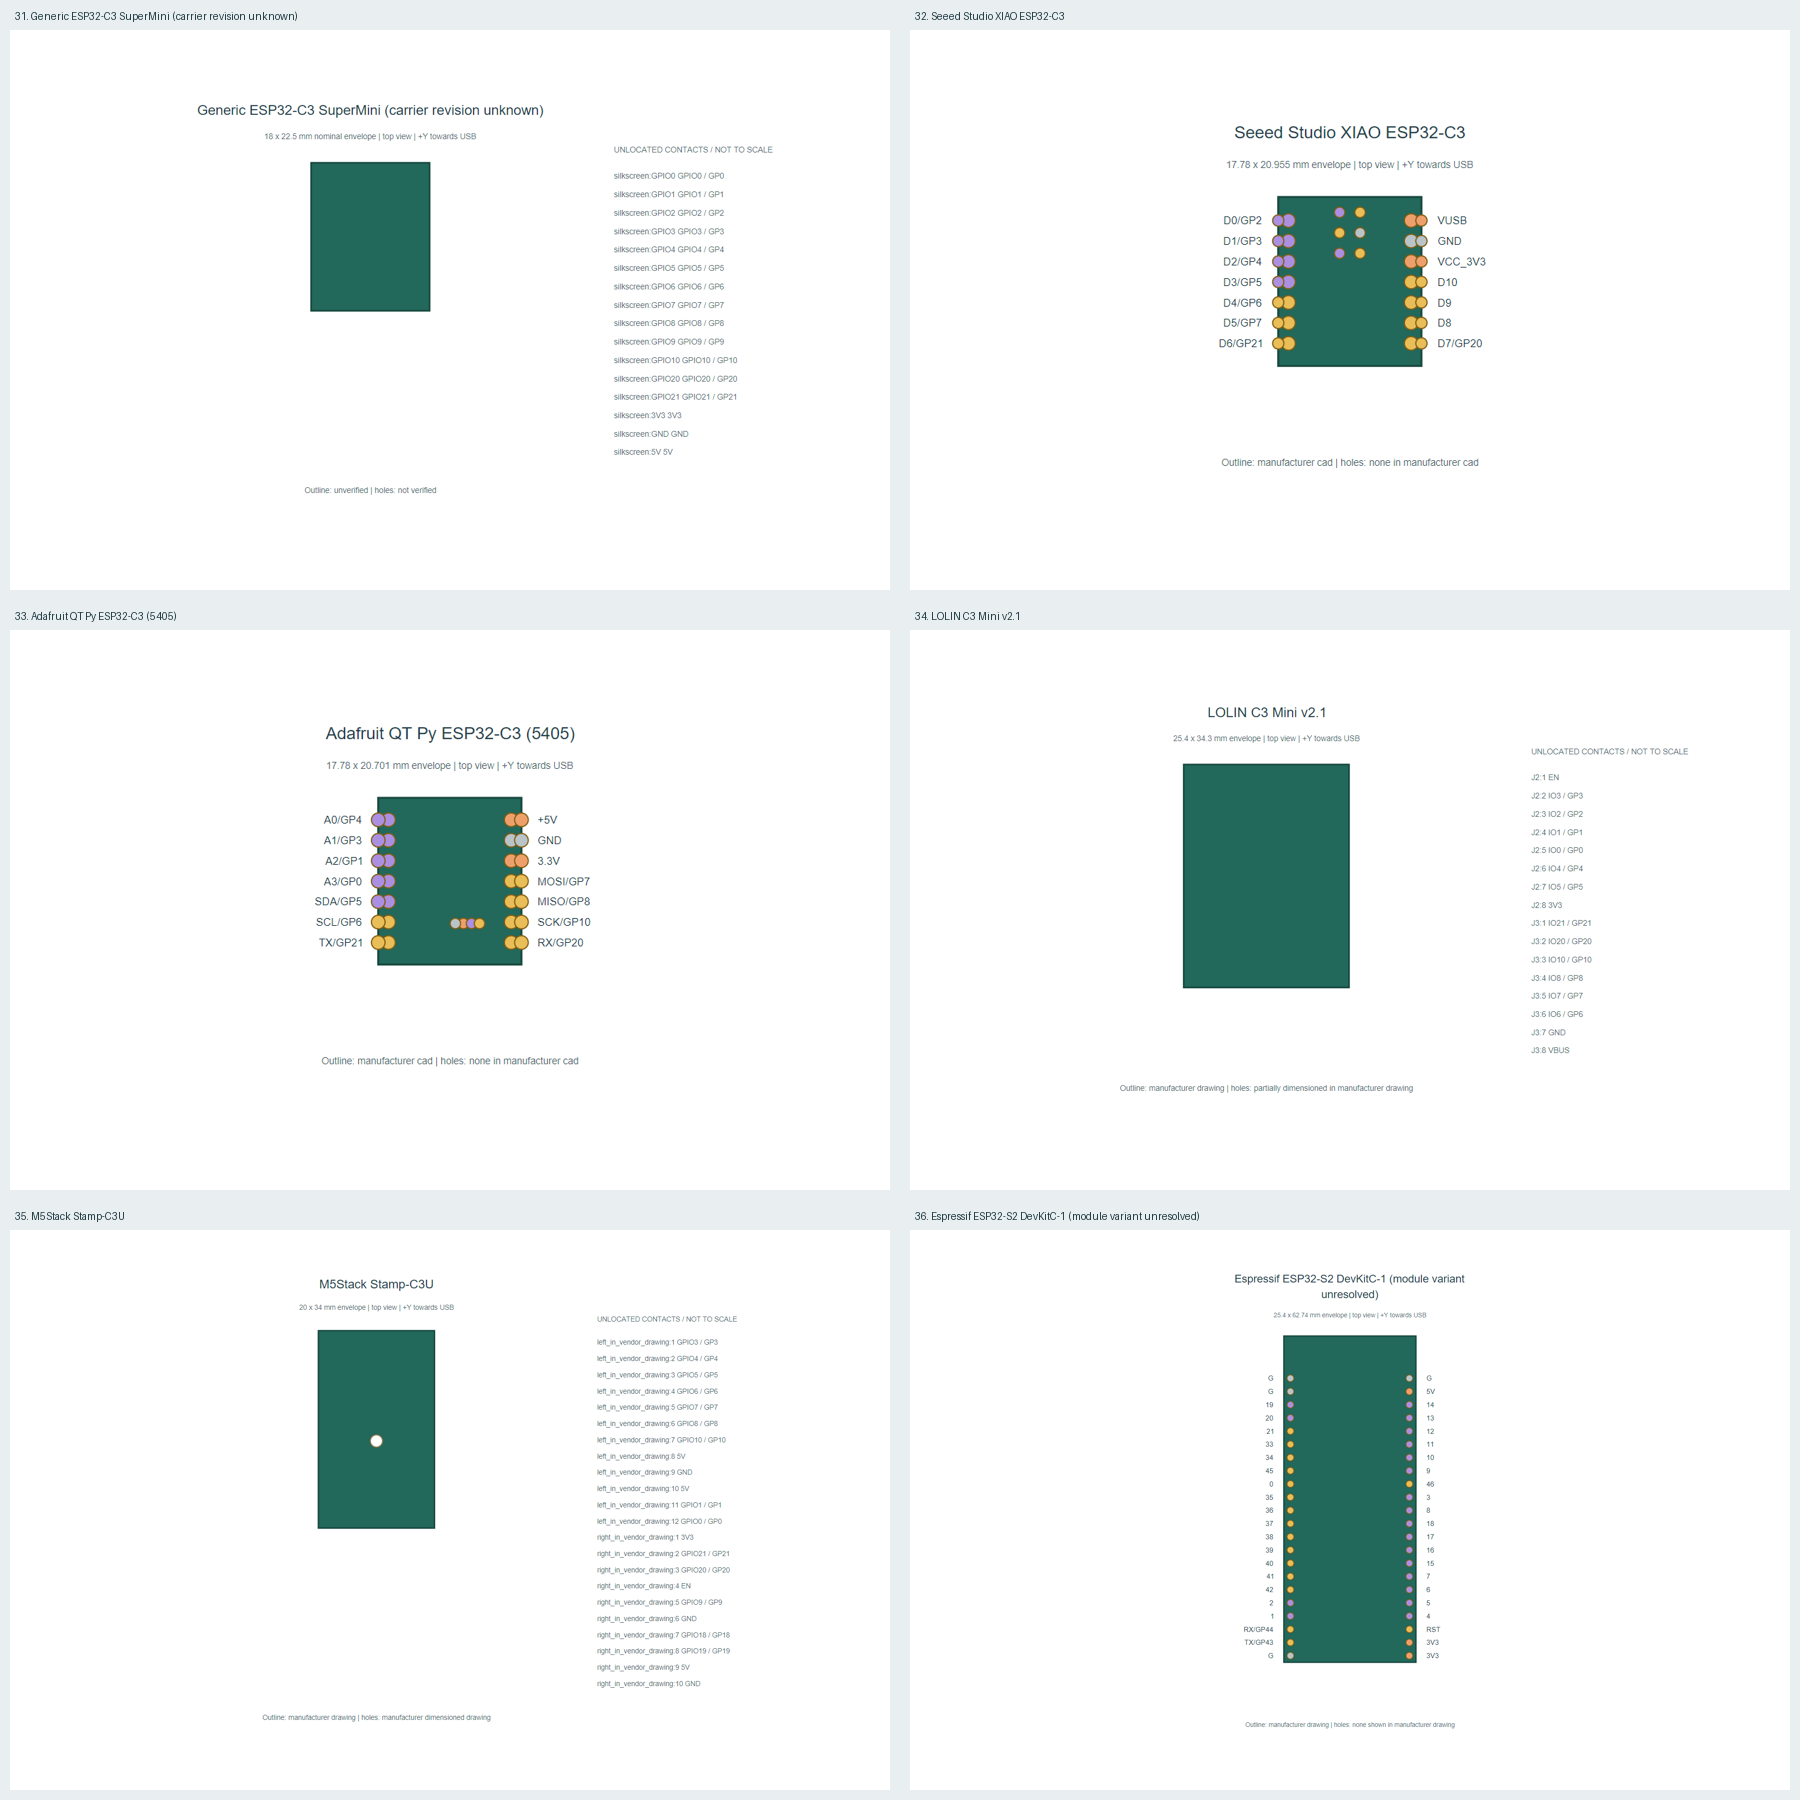 31. Generic ESP32-C3 SuperMini (carrier revision unknown)
Generic ESP32-C3 SuperMini (carrier revision unknown)
18 x 22.5 mm nominal envelope | top view | +Y towards USB
UNLOCATED CONTACTS / NOT TO SCALE
silkscreen:GPIO0 GPIO0 / GP0
silkscreen:GPIO1 GPIO1 / GP1
silkscreen:GPIO2 GPIO2 / GP2
silkscreen:GPIO3 GPIO3 / GP3
silkscreen:GPIO4 GPIO4 / GP4
silkscreen:GPIO5 GPIO5 / GP5
silkscreen:GPIO6 GPIO6 / GP6
silkscreen:GPIO7 GPIO7 / GP7
silkscreen:GPIO8 GPIO8 / GP8
silkscreen:GPIO9 GPIO9 / GP9
silkscreen:GPIO10 GPIO10 / GP10
silkscreen:GPIO20 GPIO20 / GP20
silkscreen:GPIO21 GPIO21 / GP21
silkscreen:3V3 3V3
silkscreen:GND GND
silkscreen:5V 5V
Outline: unverified | holes: not verified
32. Seeed Studio XIAO ESP32-C3
Seeed Studio XIAO ESP32-C3
17.78 x 20.955 mm envelope | top view | +Y towards USB
D0/GP2 VUSB
D1/GP3 GND
D2/GP4 VCC_3V3
D3/GP5 D10
D4/GP6 D9
D5/GP7 D8
D6/GP21 D7/GP20
Outline: manufacturer cad | holes: none in manufacturer cad
33. Adafruit QT Py ESP32-C3 (5405)
Adafruit QT Py ESP32-C3 (5405)
17.78 x 20.701 mm envelope | top view | +Y towards USB
A0/GP4 +5V
A1/GP3 GND
A2/GP1 3.3V
A3/GP0 MOSI/GP7
SDA/GP5 MISO/GP8
SCL/GP6 SCK/GP10
TX/GP21 RX/GP20
Outline: manufacturer cad | holes: none in manufacturer cad
34. LOLIN C3 Mini v2.1
LOLIN C3 Mini v2.1
25.4 x 34.3 mm envelope | top view | +Y towards USB
UNLOCATED CONTACTS / NOT TO SCALE
J2:1 EN
J2:2 IO3 / GP3
J2:3 IO2 / GP2
J2:4 IO1 / GP1
J2:5 IO0 / GP0
J2:6 IO4 / GP4
J2:7 IO5 / GP5
J2:8 3V3
J3:1 IO21 / GP21
J3:2 IO20 / GP20
J3:3 IO10 / GP10
J3:4 IO8 / GP8
J3:5 IO7 / GP7
J3:6 IO6 / GP6
J3:7 GND
J3:8 VBUS
Outline: manufacturer drawing | holes: partially dimensioned in manufacturer drawing
35. M5Stack Stamp-C3U
M5Stack Stamp-C3U
20 x 34 mm envelope | top view | +Y towards USB
UNLOCATED CONTACTS / NOT TO SCALE
left_in_vendor_drawing:1 GPIO3 / GP3
left_in_vendor_drawing:2 GPIO4 / GP4
left_in_vendor_drawing:3 GPIO5 / GP5
left_in_vendor_drawing:4 GPIO6 / GP6
left_in_vendor_drawing:5 GPIO7 / GP7
left_in_vendor_drawing:6 GPIO8 / GP8
left_in_vendor_drawing:7 GPIO10 / GP10
left_in_vendor_drawing:8 5V
left_in_vendor_drawing:9 GND
left_in_vendor_drawing:10 5V
left_in_vendor_drawing:11 GPIO1 / GP1
left_in_vendor_drawing:12 GPIO0 / GP0
right_in_vendor_drawing:1 3V3
right_in_vendor_drawing:2 GPIO21 / GP21
right_in_vendor_drawing:3 GPIO20 / GP20
right_in_vendor_drawing:4 EN
right_in_vendor_drawing:5 GPIO9 / GP9
right_in_vendor_drawing:6 GND
right_in_vendor_drawing:7 GPIO18 / GP18
right_in_vendor_drawing:8 GPIO19 / GP19
right_in_vendor_drawing:9 5V
right_in_vendor_drawing:10 GND
Outline: manufacturer drawing | holes: manufacturer dimensioned drawing
36. Espressif ESP32-S2 DevKitC-1 (module variant unresolved)
Espressif ESP32-S2 DevKitC-1 (module variant
unresolved)
25.4 x 62.74 mm envelope | top view | +Y towards USB
G G
G 5V
19 14
20 13
21 12
33 11
34 10
45 9
0 46
35 3
36 8
37 18
38 17
39 16
40 15
41 7
42 6
2 5
1 4
RX/GP44 RST
TX/GP43 3V3
G 3V3
Outline: manufacturer drawing | holes: none shown in manufacturer drawing